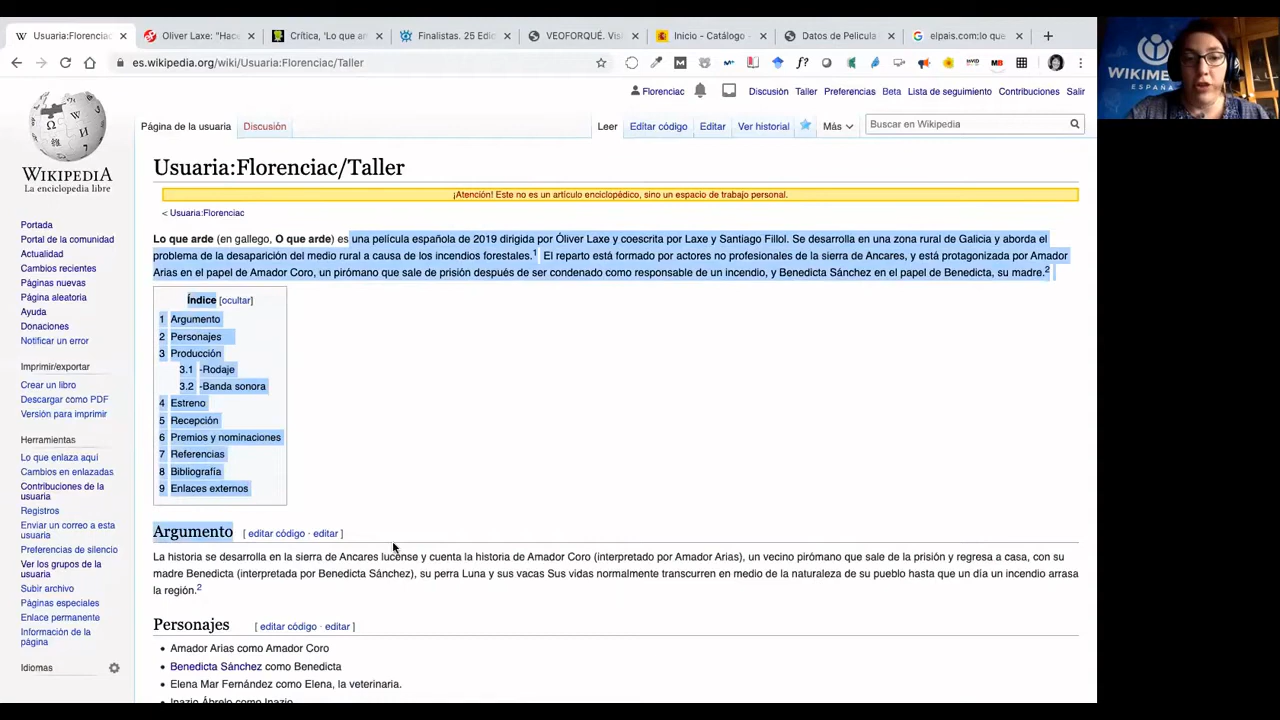 Usuaria:Florenciac
Oliver Laxe: "Hace
Crítica, 'Lo que ar
Finalistas. 25 Edic
VEOFORQUÉ. Visi
Inicio - Catálogo
Datos de Pelicula
elpais.com;lo que
es.wikipedia.org/wiki/Usuaria:Florenciac/Taller
WIKIME
ESPAÑA
Florenciac Discusión Taller Preferencias Beta Lista de seguimiento Contribuciones Salir
Página de la usuaria Discusión Leer Editar código Editar Ver historial Más Buscar en Wikipedia
WIKIPEDIA
La enciclopedia libre
Portada
Portal de la comunidad
Actualidad
Cambios recientes
Páginas nuevas
Página aleatoria
Ayuda
Donaciones
Notificar un error
Imprimir/exportar
Crear un libro
Descargar como PDF
Versión para imprimir
Herramientas
Lo que enlaza aquí
Cambios en enlazadas
Contribuciones de la
usuaria
Registros
Enviar un correo a esta
usuaria
Preferencias de silencio
Ver los grupos de la
usuaria
Subir archivo
Páginas especiales
Enlace permanente
Información de la
página
Idiomas
Usuaria:Florenciac/Taller
¡Atención! Este no es un artículo enciclopédico, sino un espacio de trabajo personal.
< Usuaria:Florenciac
Lo que arde (en gallego, O que arde) es una película española de 2019 dirigida por Óliver Laxe y coescrita por Laxe y Santiago Fillol. Se desarrolla en una zona rural de Galicia y aborda el
problema de la desaparición del medio rural a causa de los incendios forestales.1 El reparto está formado por actores no profesionales de la sierra de Ancares, y está protagonizada por Amador
Arias en el papel de Amador Coro, un pirómano que sale de prisión después de ser condenado como responsable de un incendio, y Benedicta Sánchez en el papel de Benedicta, su madre.2
Índice [ocultar]
1 Argumento
2 Personajes
3 Producción
3.1 -Rodaje
3.2 -Banda sonora
4 Estreno
5 Recepción
6 Premios y nominaciones
7 Referencias
8 Bibliografía
9 Enlaces externos
Argumento [ editar código · editar ]
La historia se desarrolla en la sierra de Ancares lucense y cuenta la historia de Amador Coro (interpretado por Amador Arias), un vecino pirómano que sale de la prisión y regresa a casa, con su
madre Benedicta (interpretada por Benedicta Sánchez), su perra Luna y sus vacas Sus vidas normalmente transcurren en medio de la naturaleza de su pueblo hasta que un día un incendio arrasa
la región.2
Personajes [ editar código · editar ]
• Amador Arias como Amador Coro
• Benedicta Sánchez como Benedicta
• Elena Mar Fernández como Elena, la veterinaria.
• Inazio Ábrelo como Inazio